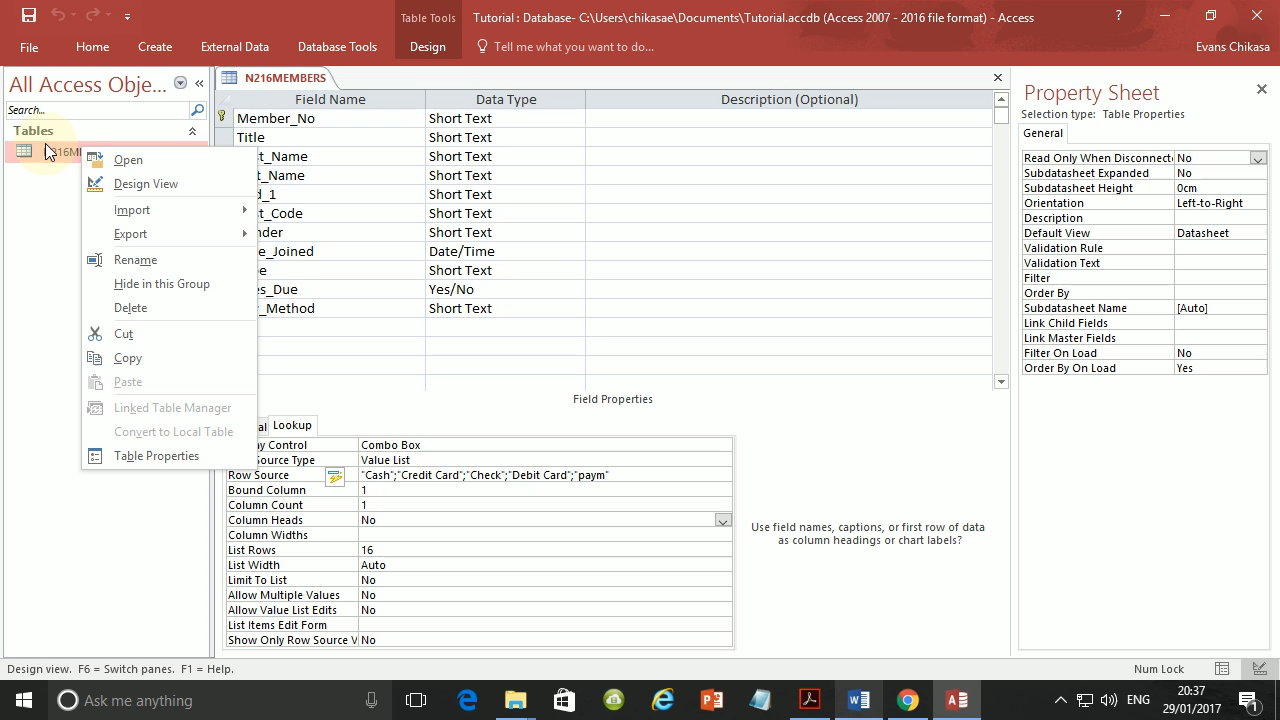 Table Tools
Tutorial : Database- C:\Users\chikasae\Documents\Tutorial.accdb (Access 2007 - 2016 file format) - Access
?
File Home Create External Data Database Tools Design Tell me what you want to do... Evans Chikasa
All Access Obje...
Search...
Tables
Open
Design View
Import
Export
Rename
Hide in this Group
Delete
Cut
Copy
Paste
Linked Table Manager
Convert to Local Table
Table Properties
N216MEMBERS
Field Name Data Type Description (Optional)
Member_No Short Text
Title Short Text
Short Text
Short Text
Short Text
Short Text
Short Text
Date/Time
Short Text
Yes/No
Short Text
Field Properties
Lookup
Combo Box
Value List
Row Source "Cash";"Credit Card";"Check";"Debit Card";"paym"
Bound Column 1
Column Count 1
Column Heads No
Column Widths
List Rows 16
List Width Auto
Limit To List No
Allow Multiple Values No
Allow Value List Edits No
List Items Edit Form
Show Only Row Source V No
Use field names, captions, or first row of data
as column headings or chart labels?
Property Sheet
Selection type: Table Properties
General
Read Only When Disconnect No
Subdatasheet Expanded No
Subdatasheet Height 0cm
Orientation Left-to-Right
Description
Default View Datasheet
Validation Rule
Validation Text
Filter
Order By
Subdatasheet Name [Auto]
Link Child Fields
Link Master Fields
Filter On Load No
Order By On Load Yes
Design view. F6 = Switch panes. F1 = Help.
Num Lock
Ask me anything
ENG
20:37
29/01/2017
1